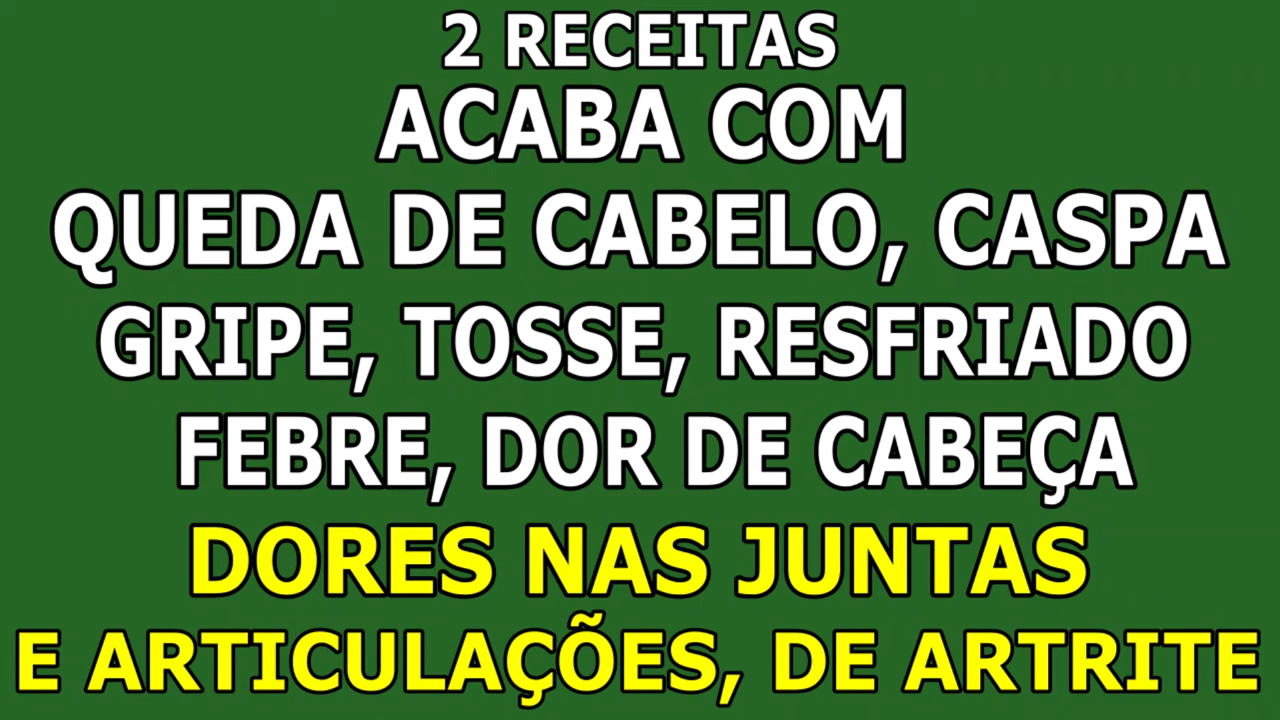 2 RECEITAS
ACABA COM
QUEDA DE CABELO, CASPA
GRIPE, TOSSE, RESFRIADO
FEBRE, DOR DE CABEÇA
DORES NAS JUNTAS
E ARTICULAÇÕES, DE ARTRITE